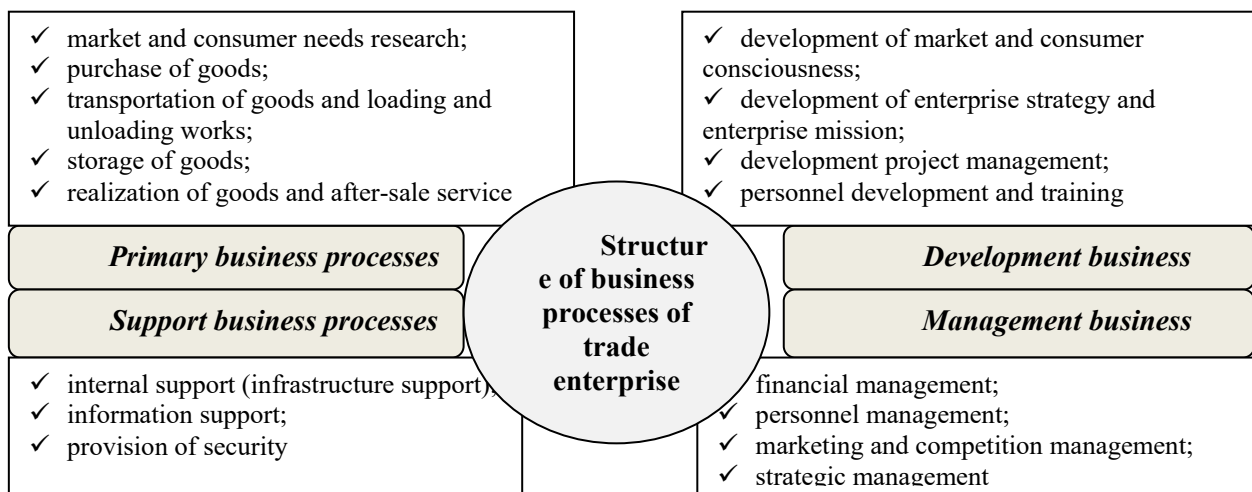 ✓ market and consumer needs research;
✓ purchase of goods;
✓ transportation of goods and loading and
unloading works;
✓ storage of goods;
✓ realization of goods and after-sale service
✓ development of market and consumer
consciousness;
✓ development of enterprise strategy and
enterprise mission;
✓ development project management;
✓ personnel development and training
Primary business processes
Support business processes
Structur
e of business
processes of
trade
enterprise
Development business
Management business
✓ internal support (infrastructure support);
✓ information support;
✓ provision of security
✓ financial management;
✓ personnel management;
✓ marketing and competition management;
✓ strategic management